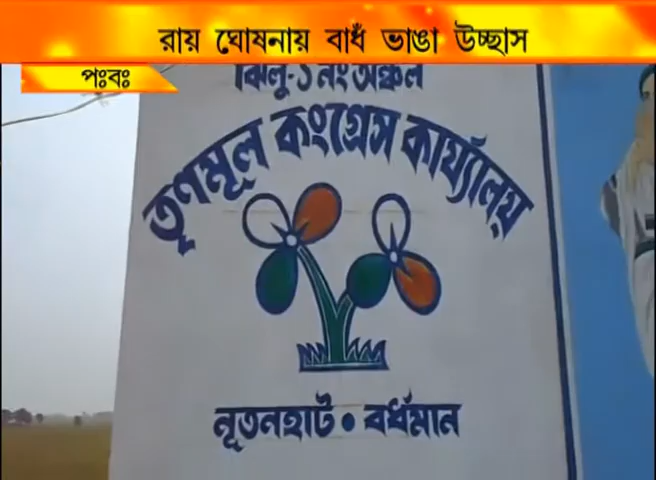 রায় ঘোষনায় বাধঁ ভাঙা উচ্ছাস
পঃবঃ
ঝিলু-১ নং অঞ্চল
তৃণমূল কংগ্রেস কার্য্যালয়
নূতনহাট • বর্ধমান